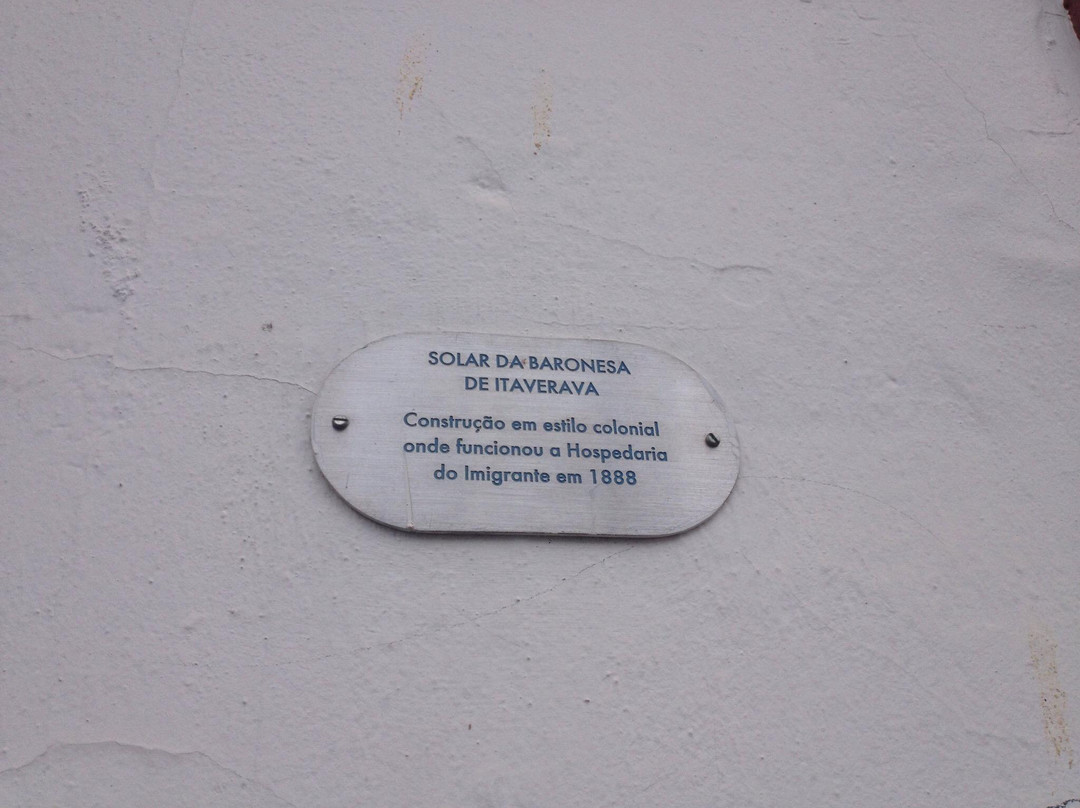 SOLAR DA BARONESA
DE ITAVERAVA
Construção em estilo colonial
onde funcionou a Hospedaria
do Imigrante em 1888